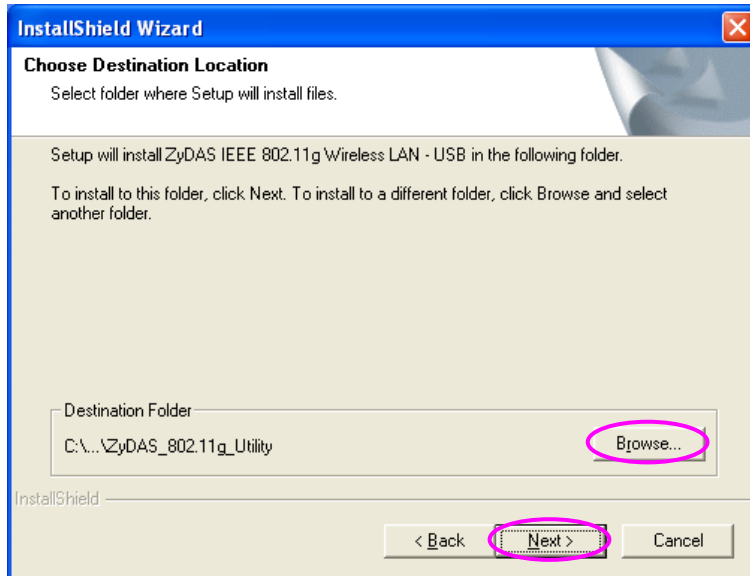 InstallShield Wizard
Choose Destination Location
Select folder where Setup will install files.
Setup will install ZyDAS IEEE 802.11g Wireless LAN - USB in the following folder.
To install to this folder, click Next. To install to a different folder, click Browse and select
another folder.
Destination Folder
C:\...\ZyDAS_802.11g_Utility
Browse...
InstallShield
< Back
Next >
Cancel